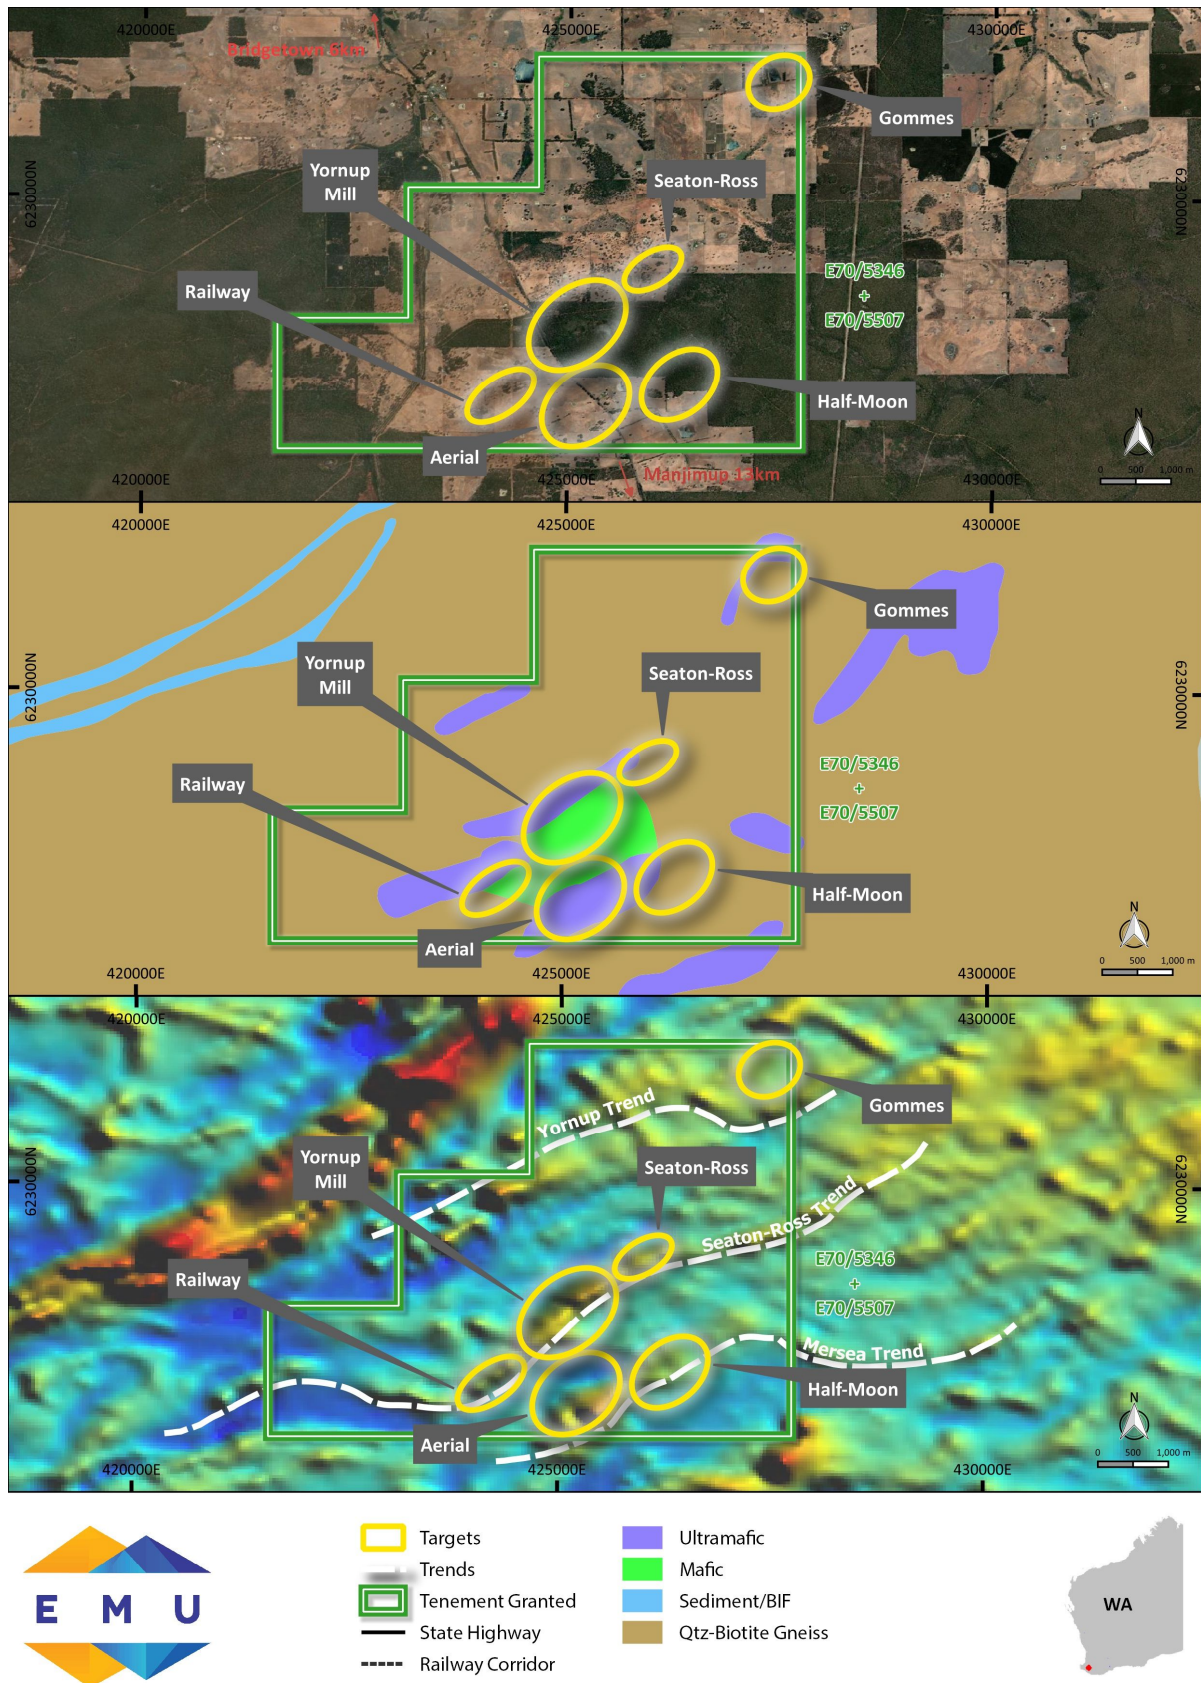 420000E
425000E
430000E
Bridgetown 6km
Gommes
Yornup
Mill
Seaton-Ross
6230000N
6230000N
Railway
E70/5346
+
E70/5507
Half-Moon
Aerial
Manjimup 13km
N
0 500 1,000 m
420000E
425000E
430000E
Gommes
Yornup
Mill
Seaton-Ross
6230000N
6230000N
Railway
E70/5346
+
E70/5507
Half-Moon
Aerial
N
0 500 1,000 m
420000E
425000E
430000E
420000E
425000E
430000E
Gommes
Yornup Trend
Yornup
Mill
Seaton-Ross
6230000N
6230000N
Seaton-Ross Trend
Railway
E70/5346
+
E70/5507
Mersea Trend
Half-Moon
Aerial
N
0 500 1,000 m
420000E
425000E
430000E
EMU
Targets
Trends
Tenement Granted
State Highway
Railway Corridor
Ultramafic
Mafic
Sediment/BIF
Qtz-Biotite Gneiss
WA